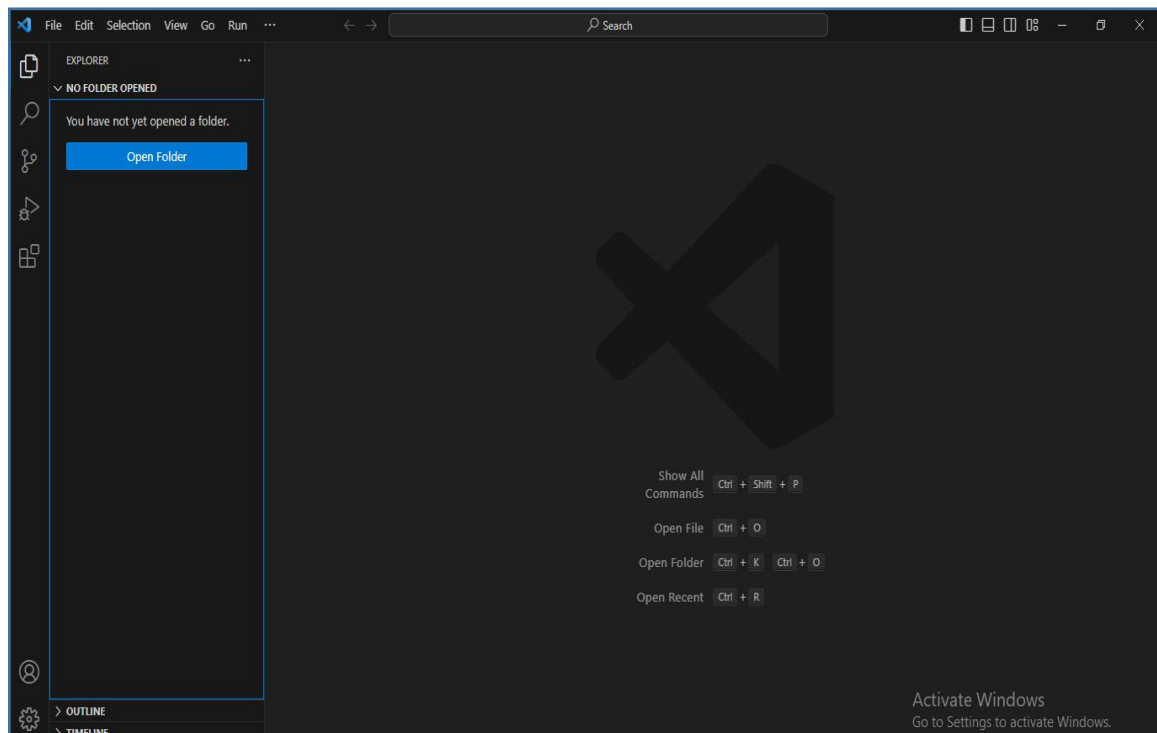 File Edit Selection View Go Run ···
Search
EXPLORER ···
NO FOLDER OPENED
You have not yet opened a folder.
Open Folder
Show All
Commands Ctrl + Shift + P
Open File Ctrl + O
Open Folder Ctrl + K Ctrl + O
Open Recent Ctrl + R
Activate Windows
Go to Settings to activate Windows.
OUTLINE
TIMELINE